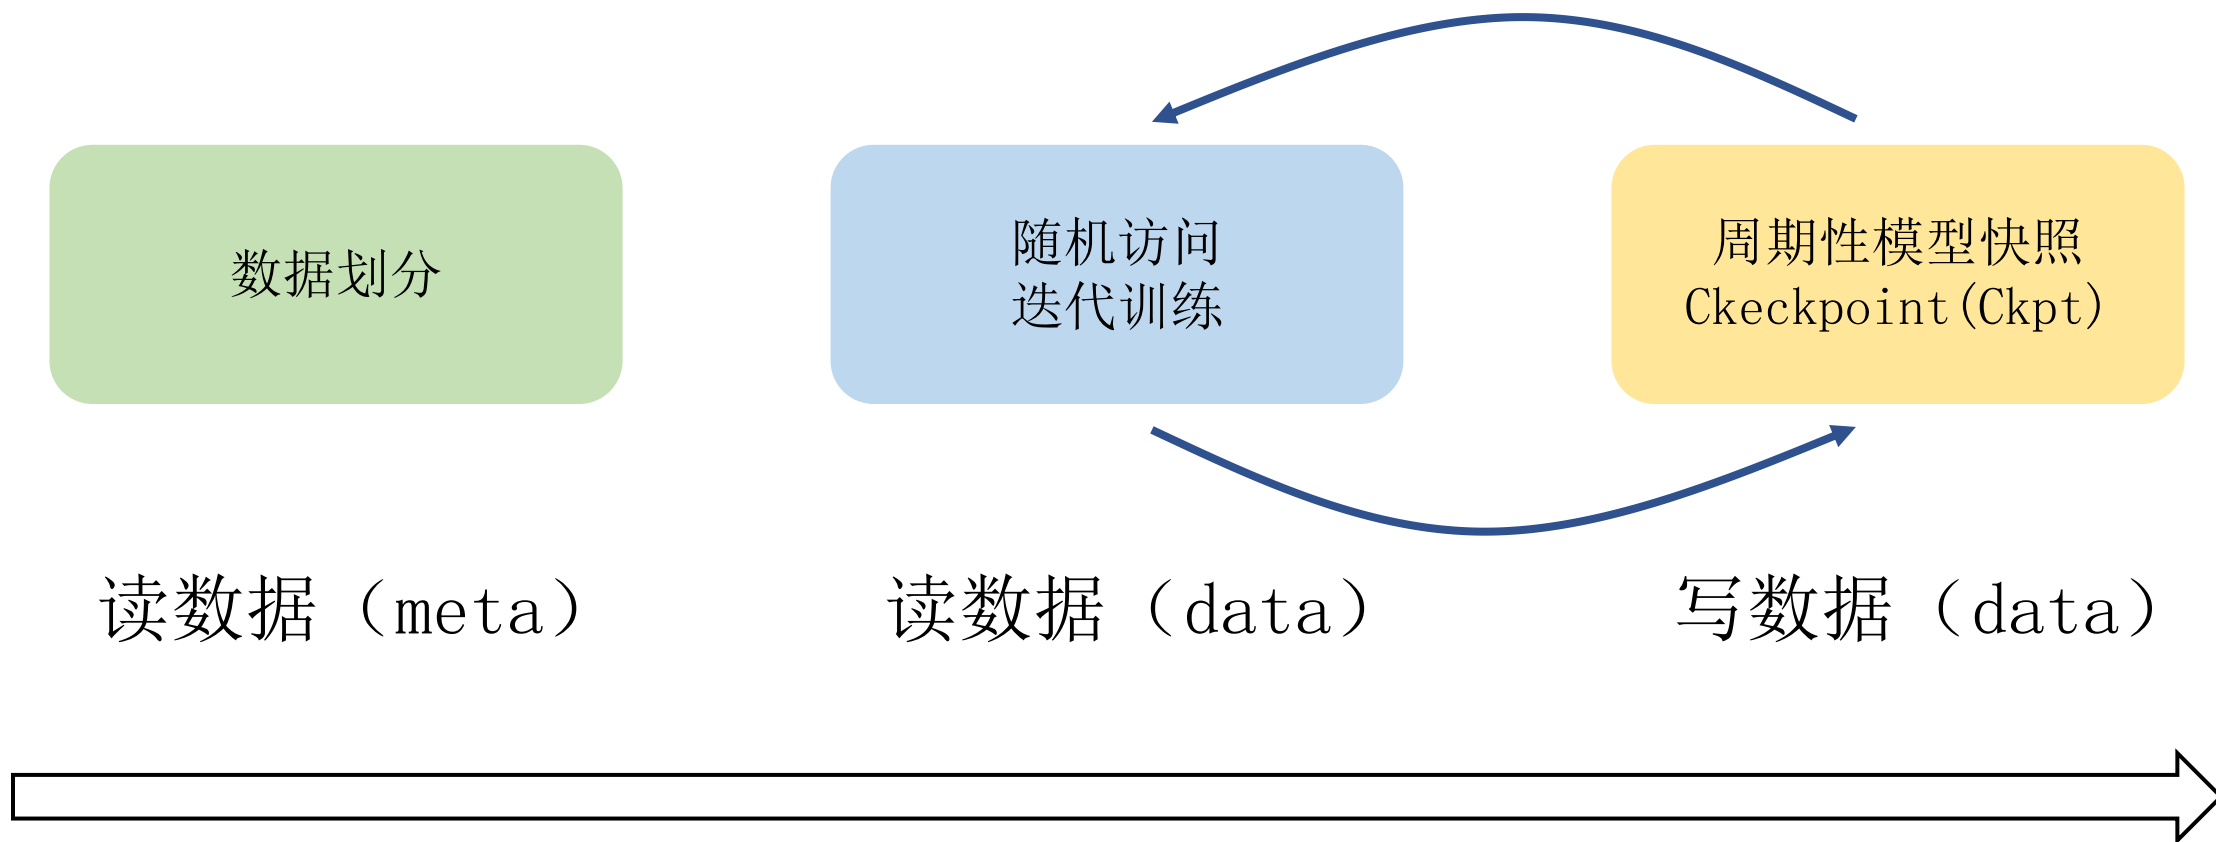 数据划分
随机访问
迭代训练
周期性模型快照
Ckeckpoint(Ckpt)
读数据（meta）
读数据（data）
写数据（data）